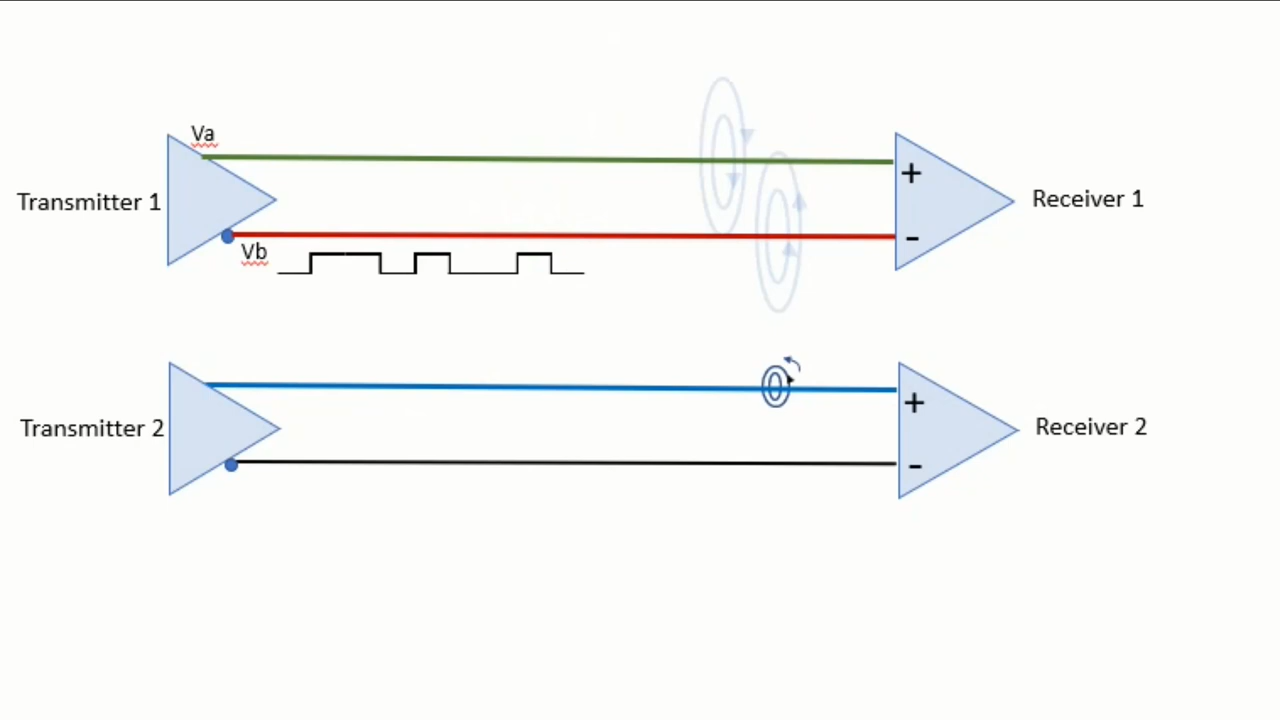 Va
Transmitter 1
+
Receiver 1
-
Vb
Transmitter 2
+
Receiver 2
-